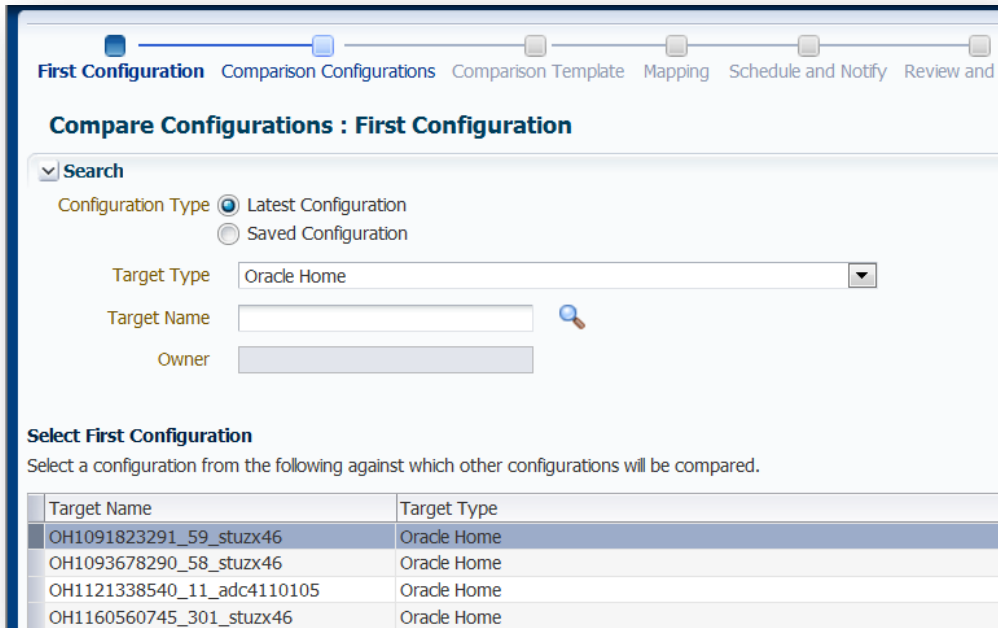 First Configuration Comparison Configurations Comparison Template Mapping Schedule and Notify Review and
Compare Configurations : First Configuration
Search
Configuration Type Latest Configuration
Saved Configuration
Target Type Oracle Home
Target Name
Owner
Select First Configuration
Select a configuration from the following against which other configurations will be compared.
Target Name Target Type
OH1091823291_59_stuzx46 Oracle Home
OH1093678290_58_stuzx46 Oracle Home
OH1121338540_11_adc4110105 Oracle Home
OH1160560745_301_stuzx46 Oracle Home